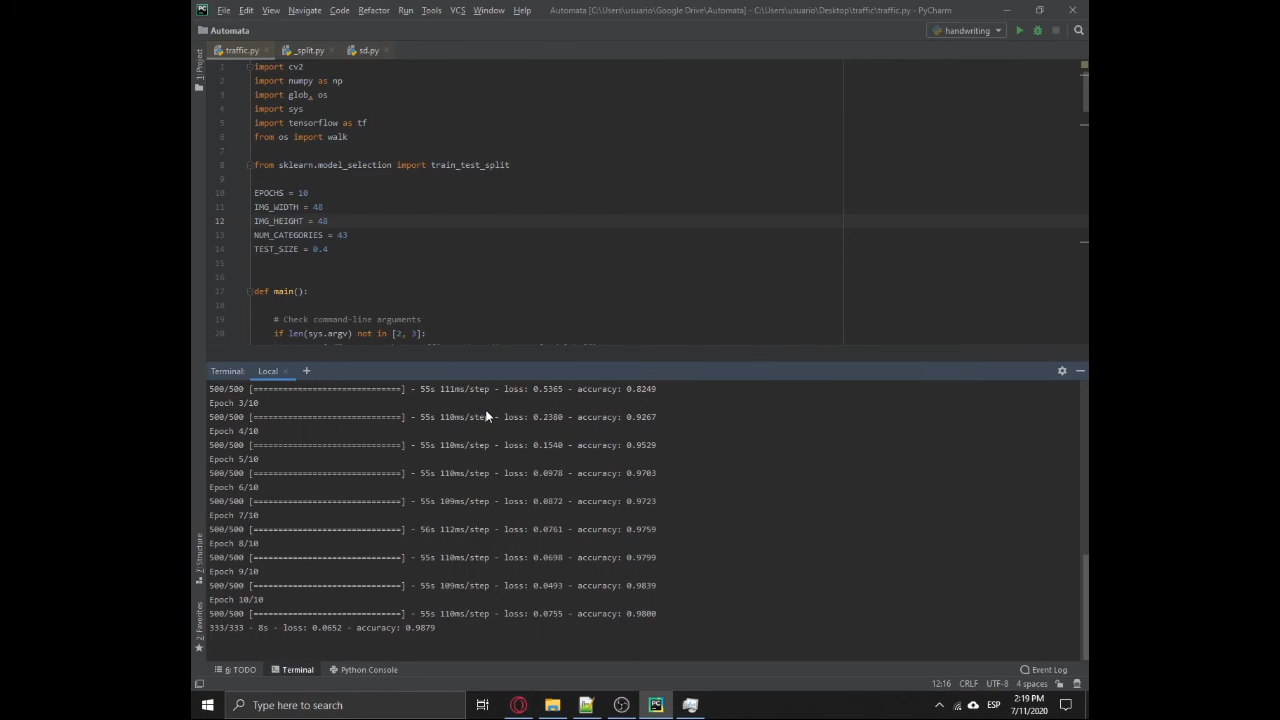 File Edit View Navigate Code Refactor Run Tools VCS Window Help Automata [C:\Users\usuario\Google Drive\Automata] - C:\Users\usuario\Desktop\traffic\traffic.py - PyCharm
Automata handwriting
traffic.py _split.py sd.py
1: Project
1 import cv2
2 import numpy as np
3 import glob, os
4 import sys
5 import tensorflow as tf
6 from os import walk
7
8 from sklearn.model_selection import train_test_split
9
10 EPOCHS = 10
11 IMG_WIDTH = 48
12 IMG_HEIGHT = 48
13 NUM_CATEGORIES = 43
14 TEST_SIZE = 0.4
15
16
17 def main():
18
19 # Check command-line arguments
20 if len(sys.argv) not in [2, 3]:
Terminal: Local +
500/500 [==============================] - 55s 111ms/step - loss: 0.5365 - accuracy: 0.8249
Epoch 3/10
500/500 [==============================] - 55s 110ms/step - loss: 0.2380 - accuracy: 0.9267
Epoch 4/10
500/500 [==============================] - 55s 110ms/step - loss: 0.1540 - accuracy: 0.9529
Epoch 5/10
500/500 [==============================] - 55s 110ms/step - loss: 0.0978 - accuracy: 0.9703
Epoch 6/10
500/500 [==============================] - 55s 109ms/step - loss: 0.0872 - accuracy: 0.9723
Epoch 7/10
500/500 [==============================] - 56s 112ms/step - loss: 0.0761 - accuracy: 0.9759
Epoch 8/10
500/500 [==============================] - 55s 110ms/step - loss: 0.0698 - accuracy: 0.9799
Epoch 9/10
500/500 [==============================] - 55s 109ms/step - loss: 0.0493 - accuracy: 0.9839
Epoch 10/10
500/500 [==============================] - 55s 110ms/step - loss: 0.0755 - accuracy: 0.9800
333/333 - 8s - loss: 0.0652 - accuracy: 0.9879
7: Structure
2: Favorites
6: TODO Terminal Python Console Event Log
12:16 CRLF UTF-8 4 spaces
Type here to search
ESP
2:19 PM
7/11/2020